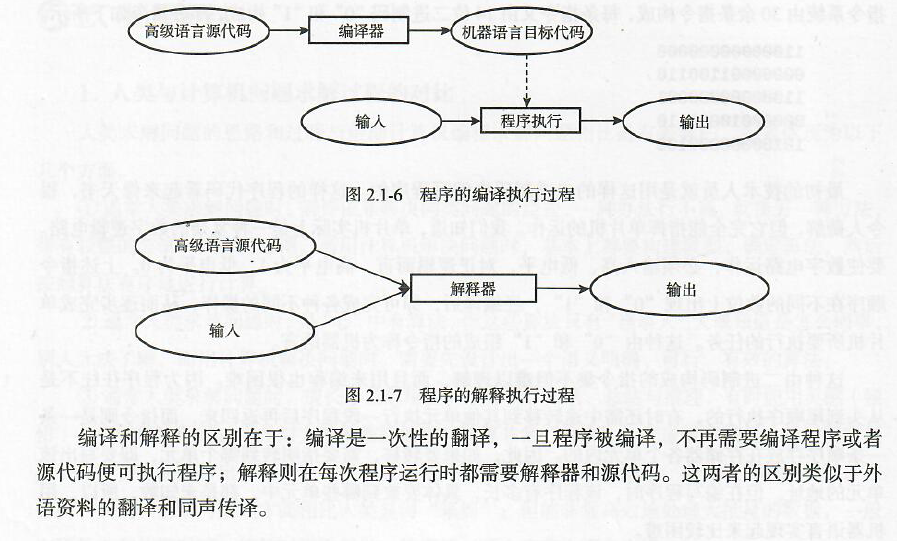 高级语言源代码
编译器
机器语言目标代码
输入
程序执行
输出
图 2.1-6 程序的编译执行过程
高级语言源代码
解释器
输出
输入
图 2.1-7 程序的解释执行过程
编译和解释的区别在于：编译是一次性的翻译，一旦程序被编译，不再需要编译程序或者
源代码便可执行程序；解释则在每次程序运行时都需要解释器和源代码。这两者的区别类似于外
语资料的翻译和同声传译。